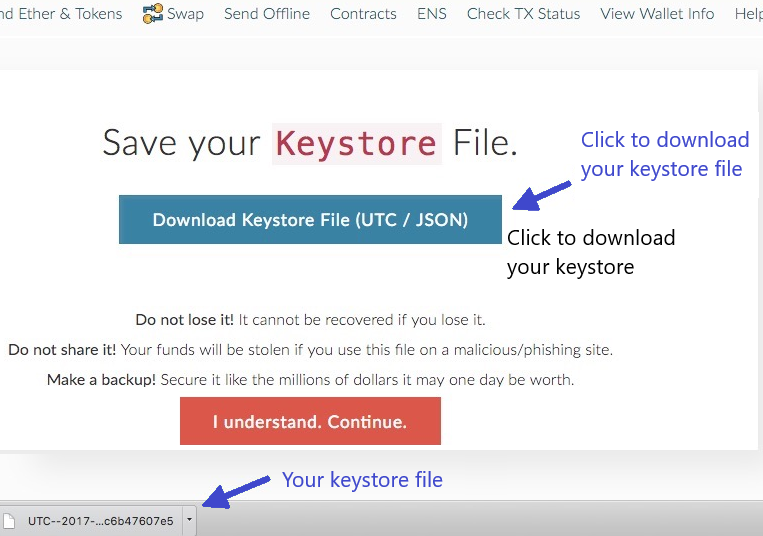 nd Ether & Tokens Swap Send Offline Contracts ENS Check TX Status View Wallet Info Help
Save your Keystore File.
Click to download
your keystore file
Download Keystore File (UTC / JSON)
Click to download
your keystore
Do not lose it! It cannot be recovered if you lose it.
Do not share it! Your funds will be stolen if you use this file on a malicious/phishing site.
Make a backup! Secure it like the millions of dollars it may one day be worth.
I understand. Continue.
Your keystore file
UTC--2017-...c6b47607e5